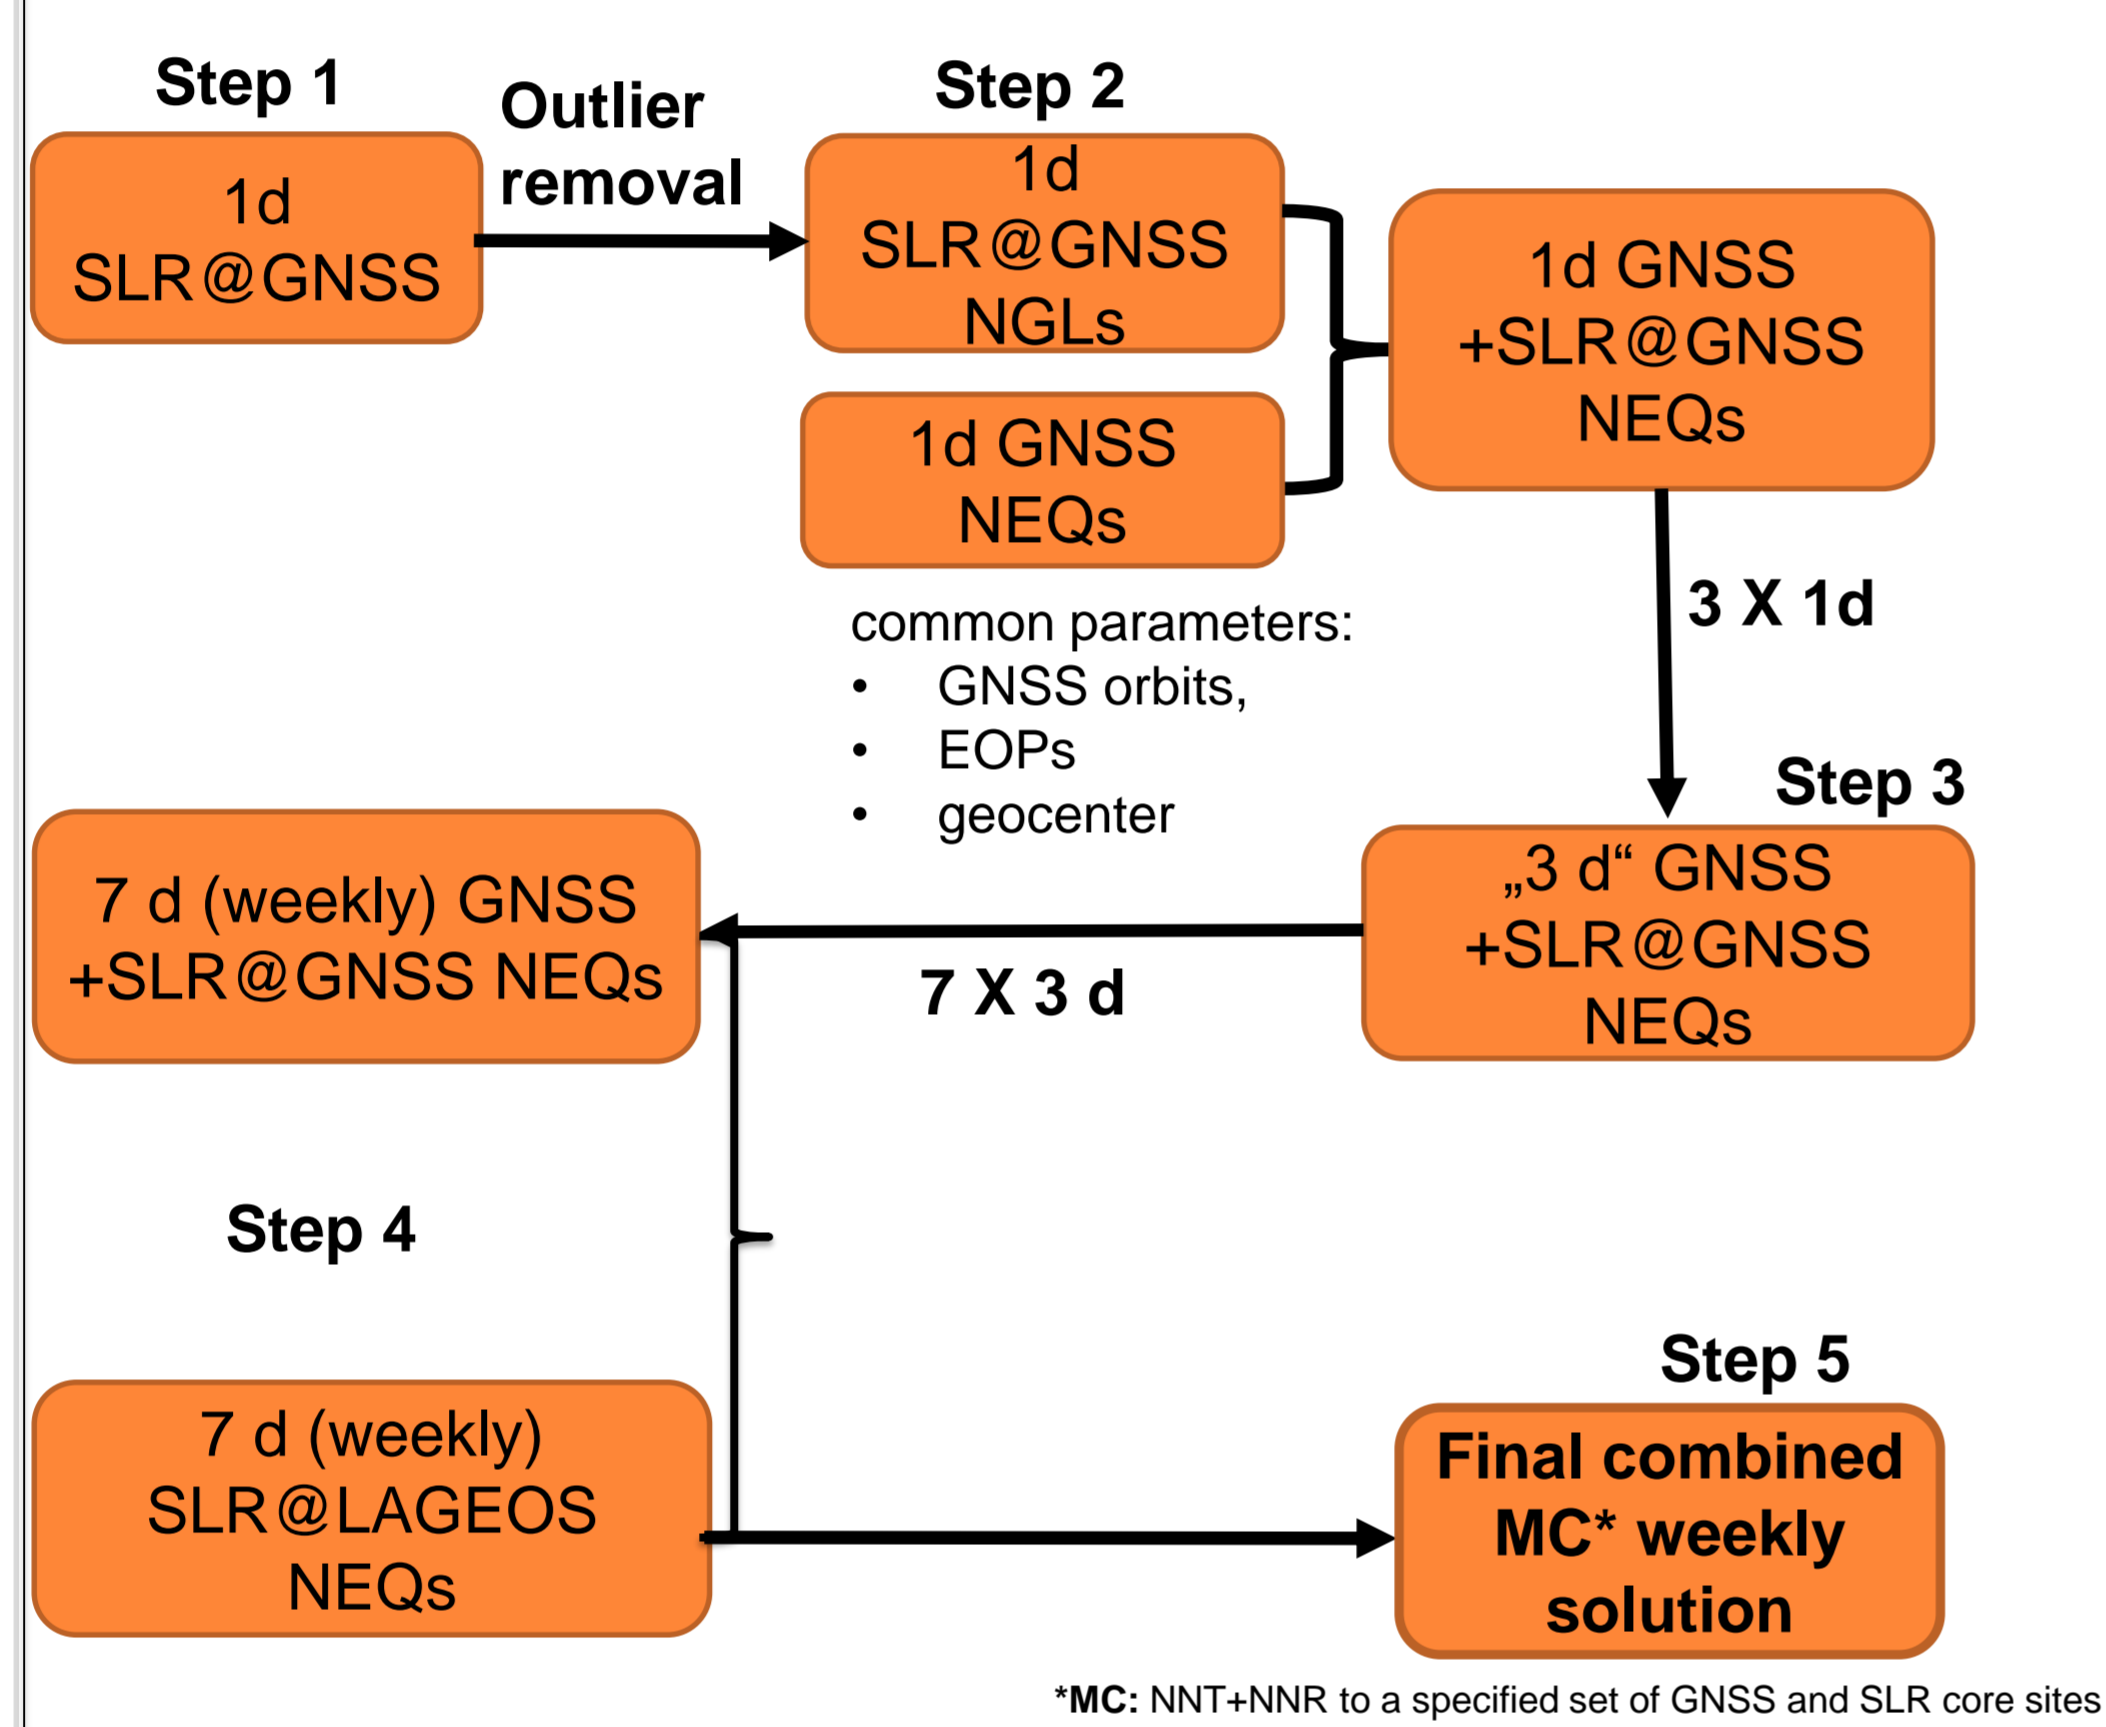 Step 1
Outlier
removal
Step 2
1d
SLR@GNSS
1d
SLR@GNSS
NGLs
1d GNSS
+SLR@GNSS
NEQs
1d GNSS
NEQs
3 X 1d
common parameters:
• GNSS orbits,
• EOPs
• geocenter
Step 3
„3 d“ GNSS
+SLR@GNSS
NEQs
7 X 3 d
7 d (weekly) GNSS
+SLR@GNSS NEQs
Step 4
7 d (weekly)
SLR@LAGEOS
NEQs
Step 5
Final combined
MC* weekly
solution
*MC: NNT+NNR to a specified set of GNSS and SLR core sites